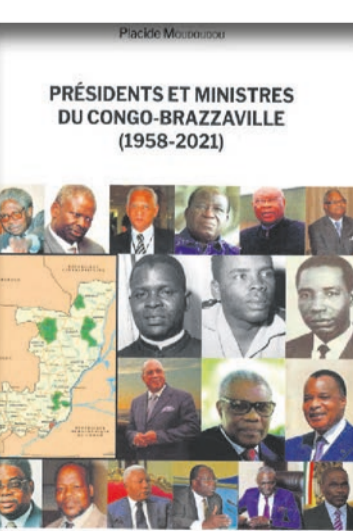 Placide Moudoudou
PRÉSIDENTS ET MINISTRES
DU CONGO-BRAZZAVILLE
(1958-2021)